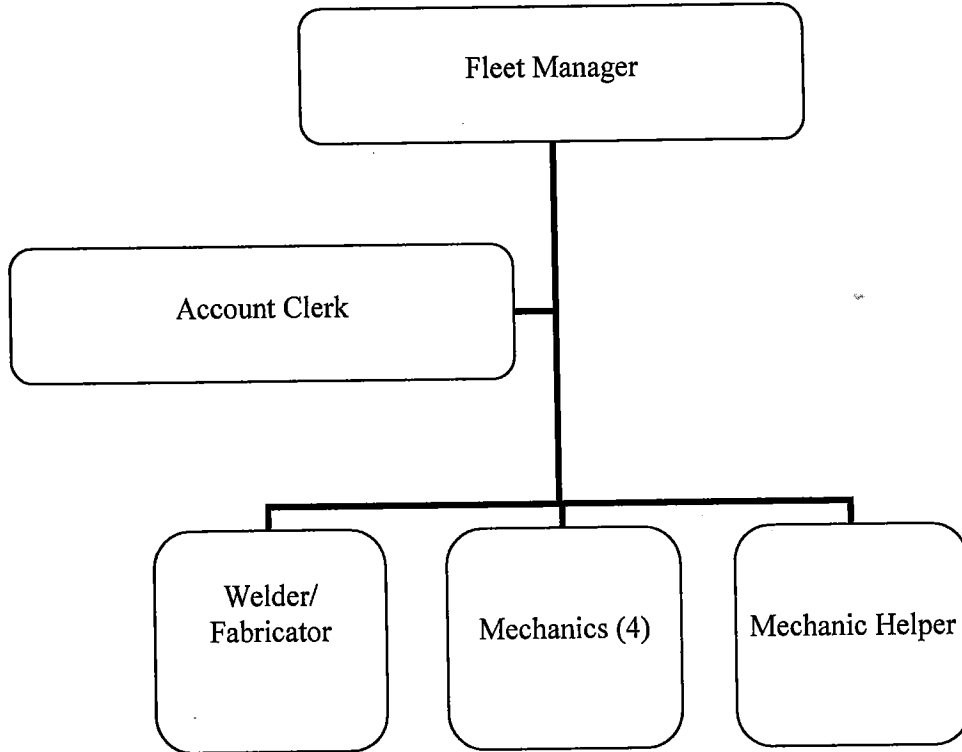 Fleet Manager
Account Clerk
Welder/
Fabricator
Mechanics (4)
Mechanic Helper